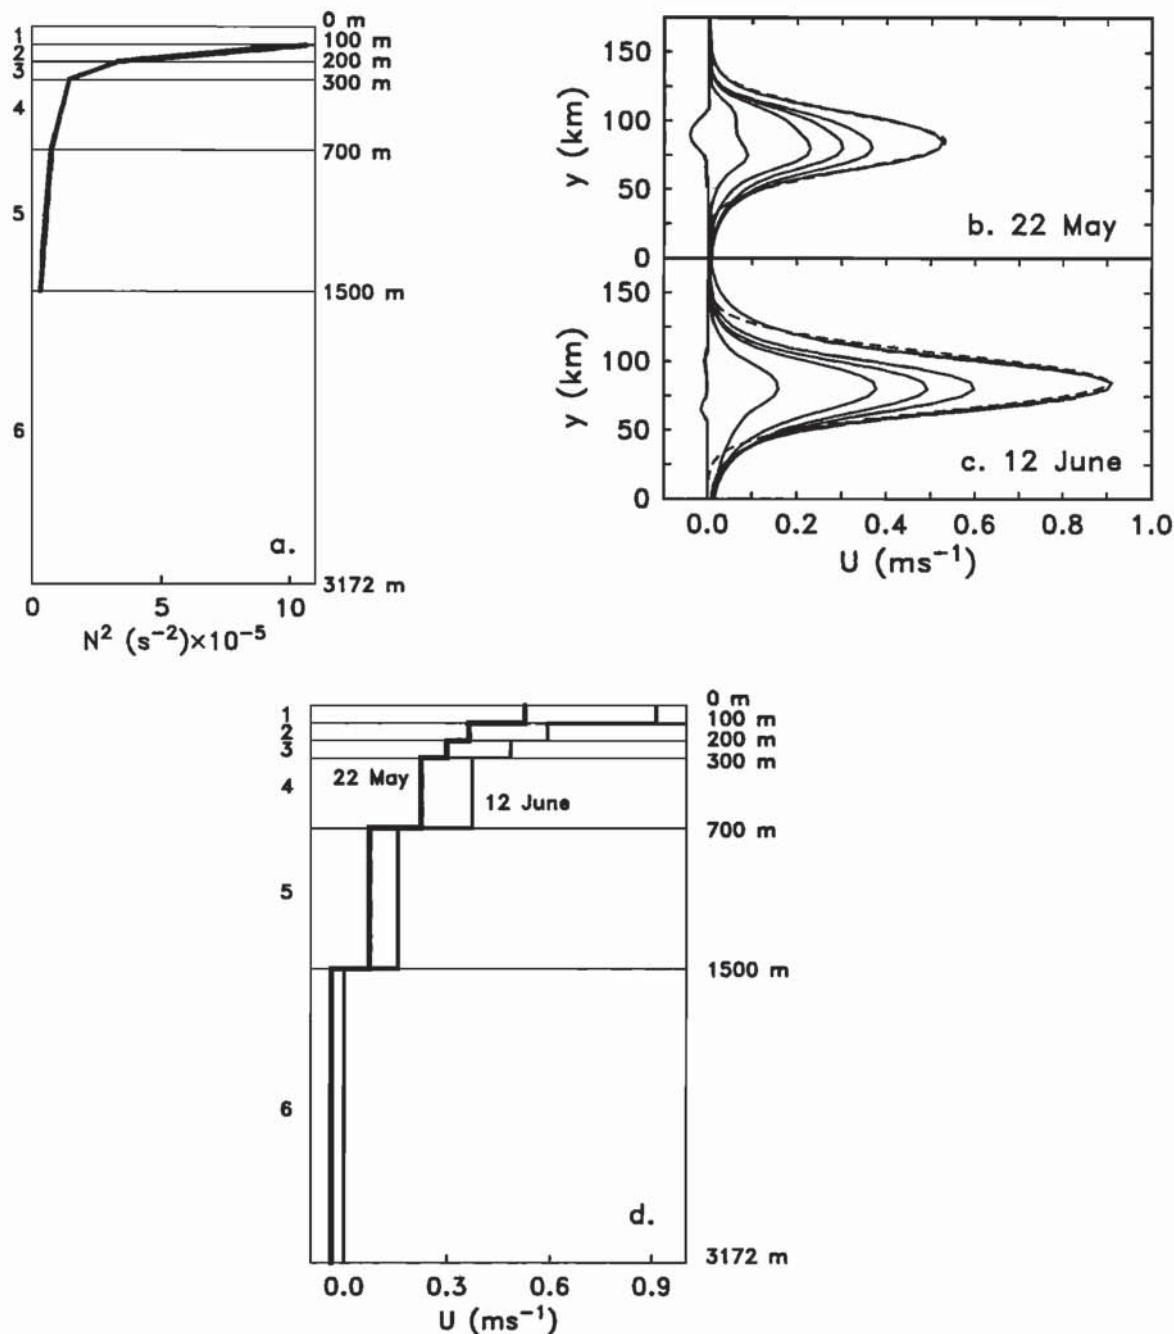 0 m
1
100 m
2
200 m
3
300 m
4
700 m
5
1500 m
6
a.
3172 m
0 5 10
N² (s⁻²)×10⁻⁵
150
100
50
0
y (km)
b. 22 May
150
100
50
0
y (km)
c. 12 June
0.0 0.2 0.4 0.6 0.8 1.0
U (ms⁻¹)
0 m
1
100 m
2
200 m
3
300 m
22 May
4
12 June
700 m
5
1500 m
6
d.
3172 m
0.0 0.3 0.6 0.9
U (ms⁻¹)